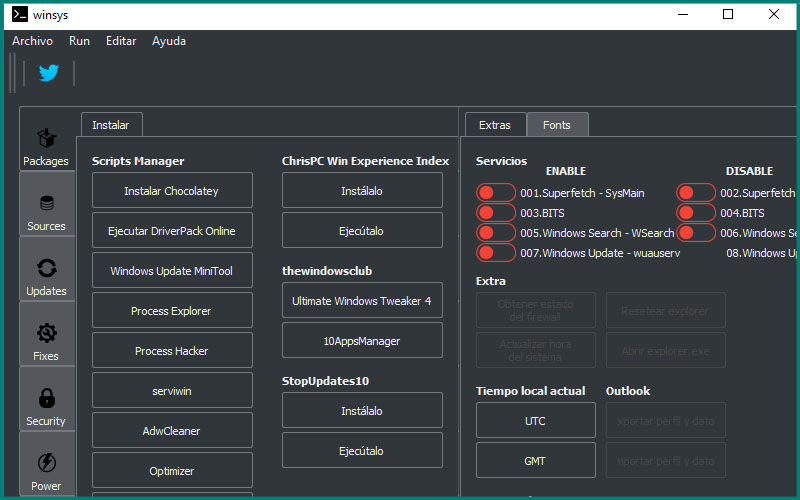 winsys
Archivo Run Editar Ayuda
Packages
Sources
Updates
Fixes
Security
Power
Instalar
Scripts Manager
Instalar Chocolatey
Ejecutar DriverPack Online
Windows Update MiniTool
Process Explorer
Process Hacker
serviwin
AdwCleaner
Optimizer
ChrisPC Win Experience Index
Instálalo
Ejecútalo
thewindowsclub
Ultimate Windows Tweaker 4
10AppsManager
StopUpdates10
Instálalo
Ejecútalo
Extras Fonts
Servicios
ENABLE DISABLE
001.Superfetch - SysMain 002.Superfetch
003.BITS 004.BITS
005.Windows Search - WSearch 006.Windows Se
007.Windows Update - wuauserv 08.Windows Up
Extra
Obtener estado
del firewall
Resetear explorer
Actualizar hora
del sistema
Abrir explorer.exe
Tiempo local actual
UTC
GMT
Outlook
xportar perfil y dato
nportar perfil y dato